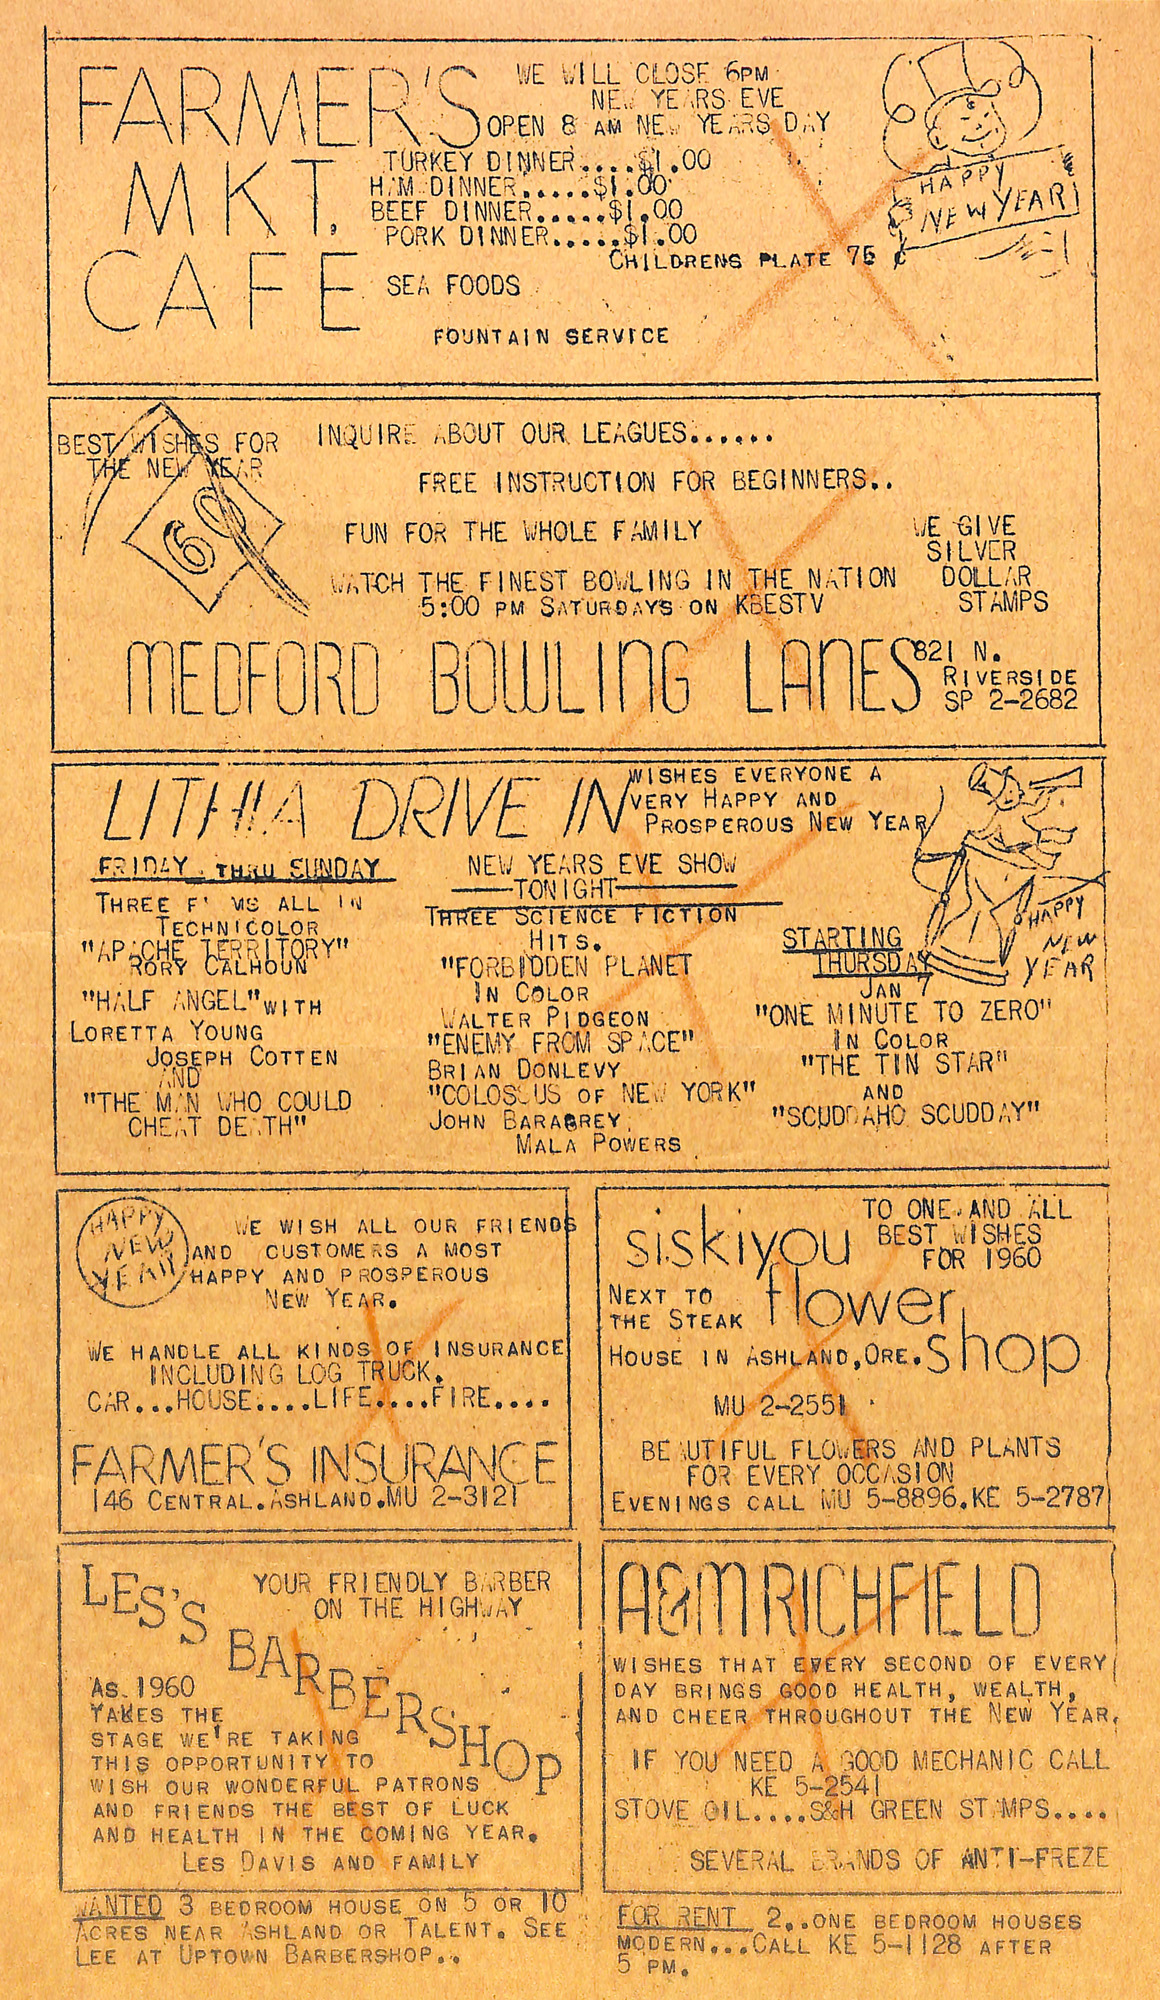 FARMER'S
MKT.
CAFE
WE WILL CLOSE 6PM
NEW YEARS EVE
OPEN 8 AM NEW YEARS DAY
TURKEY DINNER....$1.00
HAM DINNER.....$1.00
BEEF DINNER.....$1.00
PORK DINNER.....$1.00
CHILDRENS PLATE 75 ¢
SEA FOODS
FOUNTAIN SERVICE
HAPPY
NEW YEAR!
BEST WISHES FOR
THE NEW YEAR
60
INQUIRE ABOUT OUR LEAGUES......
FREE INSTRUCTION FOR BEGINNERS..
FUN FOR THE WHOLE FAMILY
WATCH THE FINEST BOWLING IN THE NATION
5:00 PM SATURDAYS ON KBESTV
WE GIVE
SILVER
DOLLAR
STAMPS
MEDFORD BOWLING LANES
821 N.
RIVERSIDE
SP 2-2682
LITHIA DRIVE IN
WISHES EVERYONE A
VERY HAPPY AND
PROSPEROUS NEW YEAR
HAPPY
NEW
YEAR
FRIDAY THRU SUNDAY
THREE FILMS ALL IN
TECHNICOLOR
"APACHE TERRITORY"
RORY CALHOUN
"HALF ANGEL" WITH
LORETTA YOUNG
JOSEPH COTTEN
AND
"THE MAN WHO COULD
CHEAT DEATH"
NEW YEARS EVE SHOW
TONIGHT
THREE SCIENCE FICTION
HITS.
"FORBIDDEN PLANET
IN COLOR
WALTER PIDGEON
"ENEMY FROM SPACE"
BRIAN DONLEVY
"COLOSSUS OF NEW YORK"
JOHN BARAGREY
MALA POWERS
STARTING
THURSDAY
JAN 7
"ONE MINUTE TO ZERO"
IN COLOR
"THE TIN STAR"
AND
"SCUDDAHO SCUDDAY"
HAPPY
NEW
YEAR
WE WISH ALL OUR FRIENDS
AND CUSTOMERS A MOST
HAPPY AND PROSPEROUS
NEW YEAR.
WE HANDLE ALL KINDS OF INSURANCE
INCLUDING LOG TRUCK.
CAR...HOUSE....LIFE....FIRE....
FARMER'S INSURANCE
146 CENTRAL.ASHLAND.MU 2-3121
siskiyou
flower
shop
TO ONE AND ALL
BEST WISHES
FOR 1960
NEXT TO
THE STEAK
HOUSE IN ASHLAND,ORE.
MU 2-2551
BEAUTIFUL FLOWERS AND PLANTS
FOR EVERY OCCASION
EVENINGS CALL MU 5-8896.KE 5-2787
LES'S
BARBERSHOP
YOUR FRIENDLY BARBER
ON THE HIGHWAY
AS 1960
TAKES THE
STAGE WE'RE TAKING
THIS OPPORTUNITY TO
WISH OUR WONDERFUL PATRONS
AND FRIENDS THE BEST OF LUCK
AND HEALTH IN THE COMING YEAR.
LES DAVIS AND FAMILY
A&M RICHFIELD
WISHES THAT EVERY SECOND OF EVERY
DAY BRINGS GOOD HEALTH, WEALTH,
AND CHEER THROUGHOUT THE NEW YEAR.
IF YOU NEED A GOOD MECHANIC CALL
KE 5-2541
STOVE OIL....S&H GREEN STAMPS....
SEVERAL BRANDS OF ANTI-FREZE
WANTED 3 BEDROOM HOUSE ON 5 OR 10
ACRES NEAR ASHLAND OR TALENT. SEE
LEE AT UPTOWN BARBERSHOP..
FOR RENT 2..ONE BEDROOM HOUSES
MODERN...CALL KE 5-1128 AFTER
5 PM.